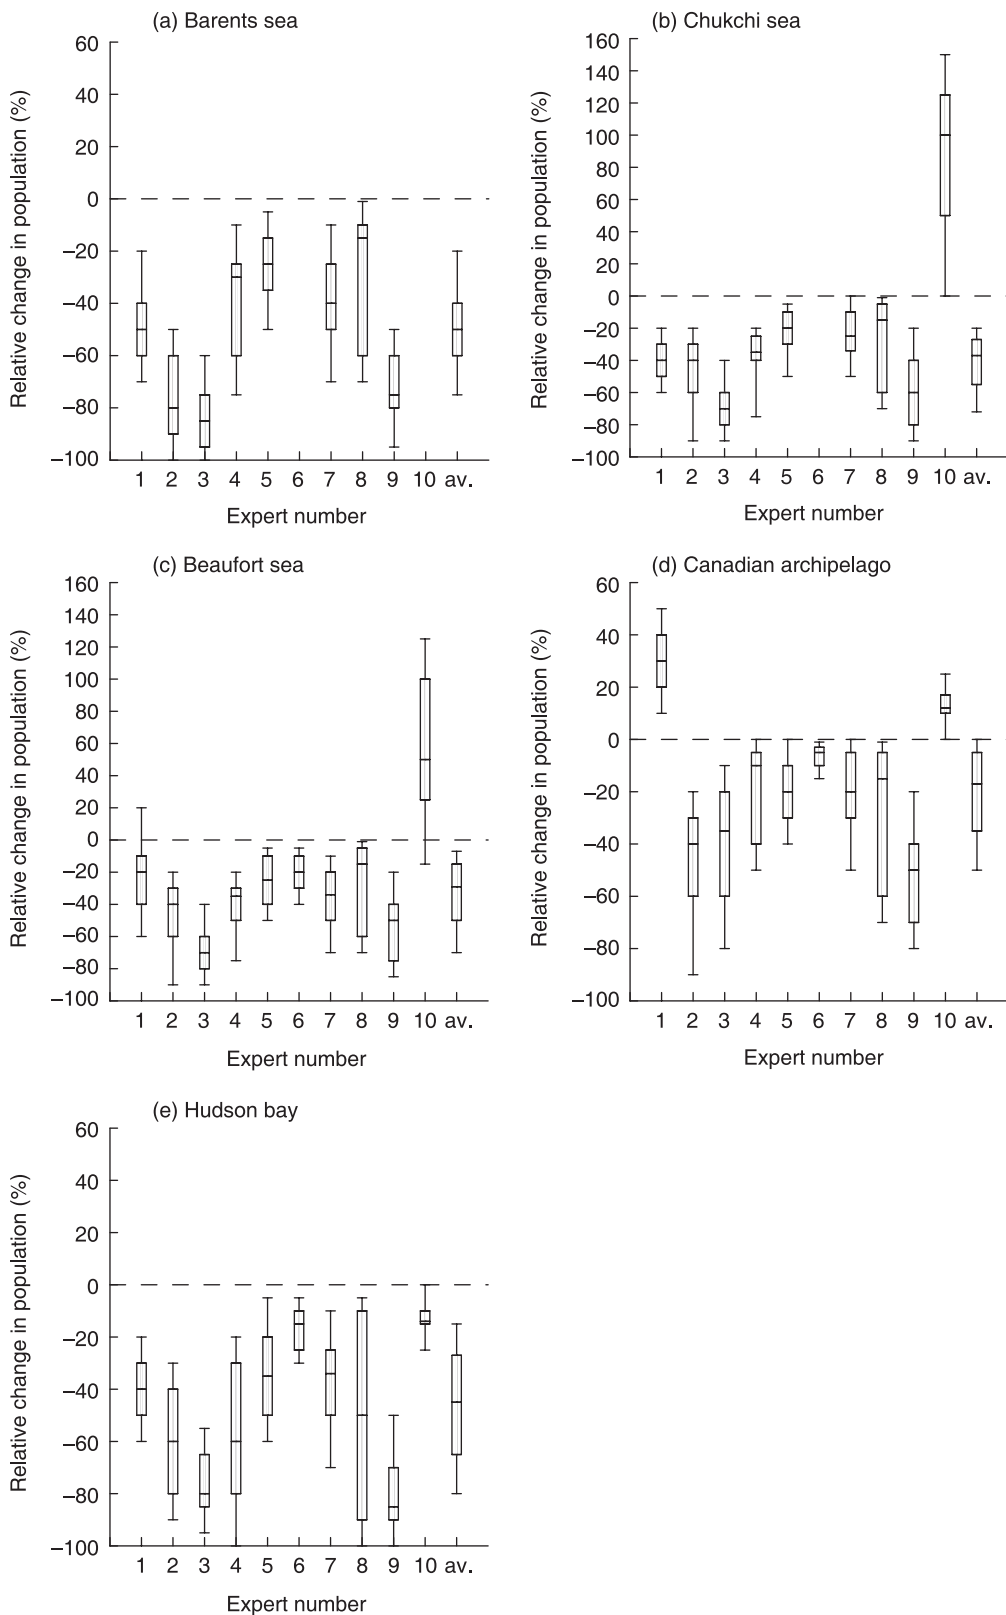 (a) Barents sea
Relative change in population (%)
60
40
20
0
−20
−40
−60
−80
−100
1 2 3 4 5 6 7 8 9 10 av.
Expert number
(b) Chukchi sea
Relative change in population (%)
160
150
120
100
80
60
40
20
0
−20
−40
−60
−80
−100
1 2 3 4 5 6 7 8 9 10 av.
Expert number
(c) Beaufort sea
Relative change in population (%)
160
140
120
100
80
60
40
20
0
−20
−40
−60
−80
−100
1 2 3 4 5 6 7 8 9 10 av.
Expert number
(d) Canadian archipelago
Relative change in population (%)
60
40
20
0
−20
−40
−60
−80
−100
1 2 3 4 5 6 7 8 9 10 av.
Expert number
(e) Hudson bay
Relative change in population (%)
60
40
20
0
−20
−40
−60
−80
−100
1 2 3 4 5 6 7 8 9 10 av.
Expert number